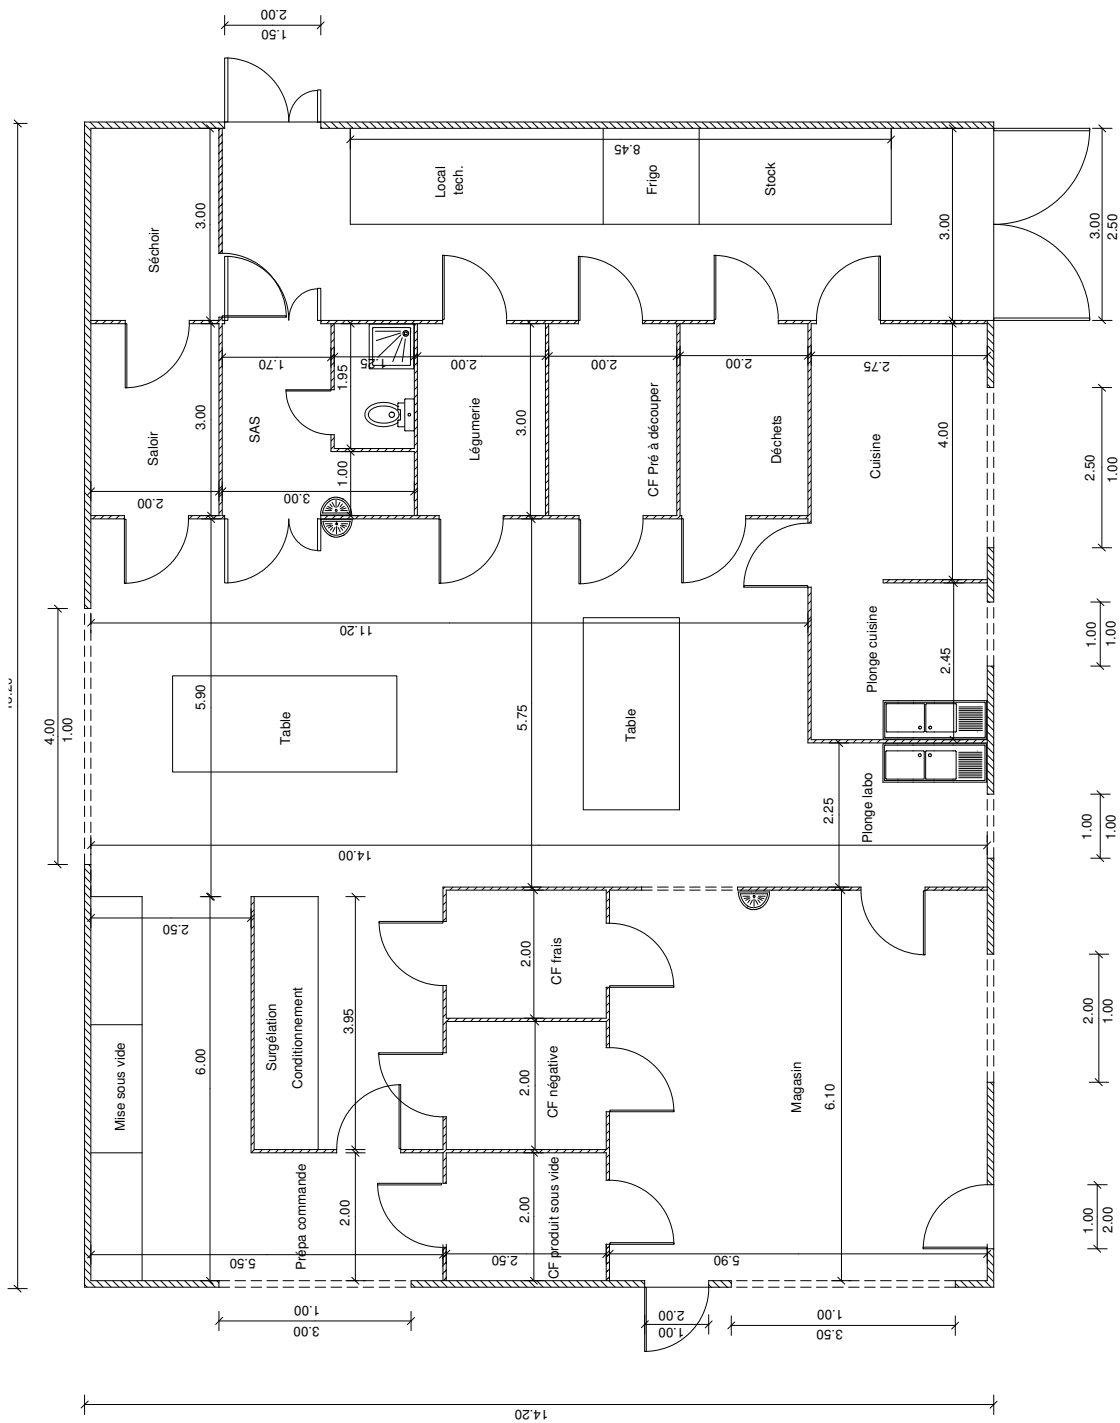 2.00
1.50
Séchoir
3.00
Local
tech.
8.45
Frigo
Stock
3.00
3.00
2.50
Saloir
3.00
2.00
SAS
1.70
1.25
1.95
1.00
3.00
Légumerie
2.00
3.00
CF Pré à découper
2.00
Déchets
2.00
Cuisine
2.75
4.00
2.50
1.00
4.00
1.00
11.20
5.90
Table
5.75
Table
Plonge cuisine
2.45
1.00
1.00
Plonge labo
2.25
1.00
1.00
14.00
2.50
Mise sous vide
6.00
Surgélation
Conditionnement
3.95
CF frais
2.00
CF négative
2.00
Magasin
6.10
2.00
1.00
Prépa commande
2.00
5.50
CF produit sous vide
2.00
2.50
5.90
1.00
2.00
1.00
3.00
2.00
1.00
1.00
3.50
14.20